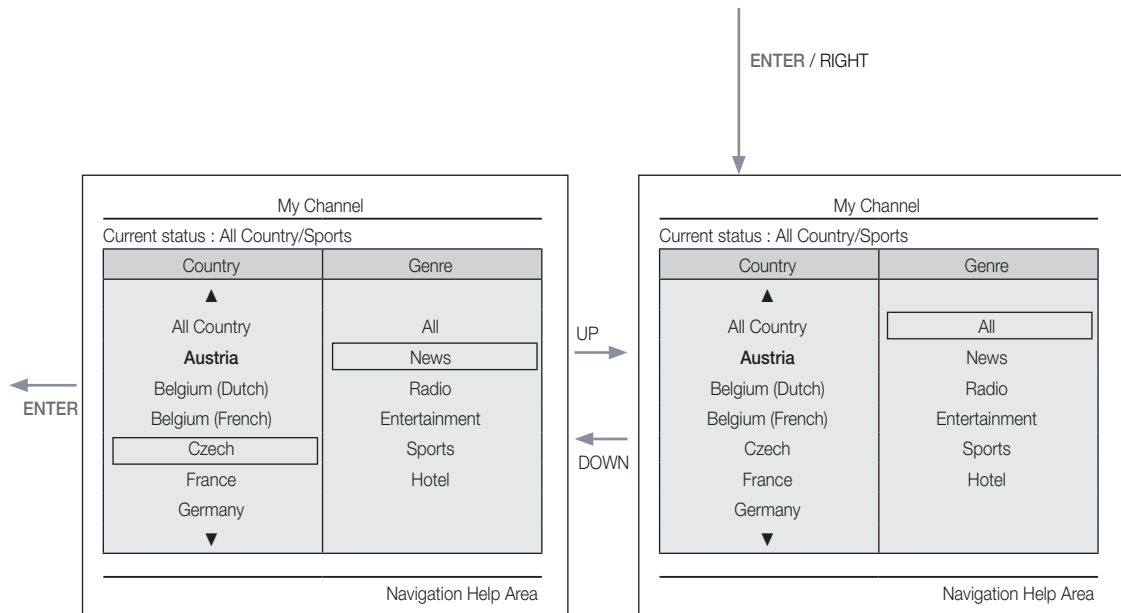 ENTER / RIGHT
My Channel
Current status : All Country/Sports
Country Genre
▲
All Country All
Austria News
Belgium (Dutch) Radio
Belgium (French) Entertainment
Czech Sports
France Hotel
Germany
▼
Navigation Help Area
ENTER
UP
DOWN
My Channel
Current status : All Country/Sports
Country Genre
▲
All Country All
Austria News
Belgium (Dutch) Radio
Belgium (French) Entertainment
Czech Sports
France Hotel
Germany
▼
Navigation Help Area